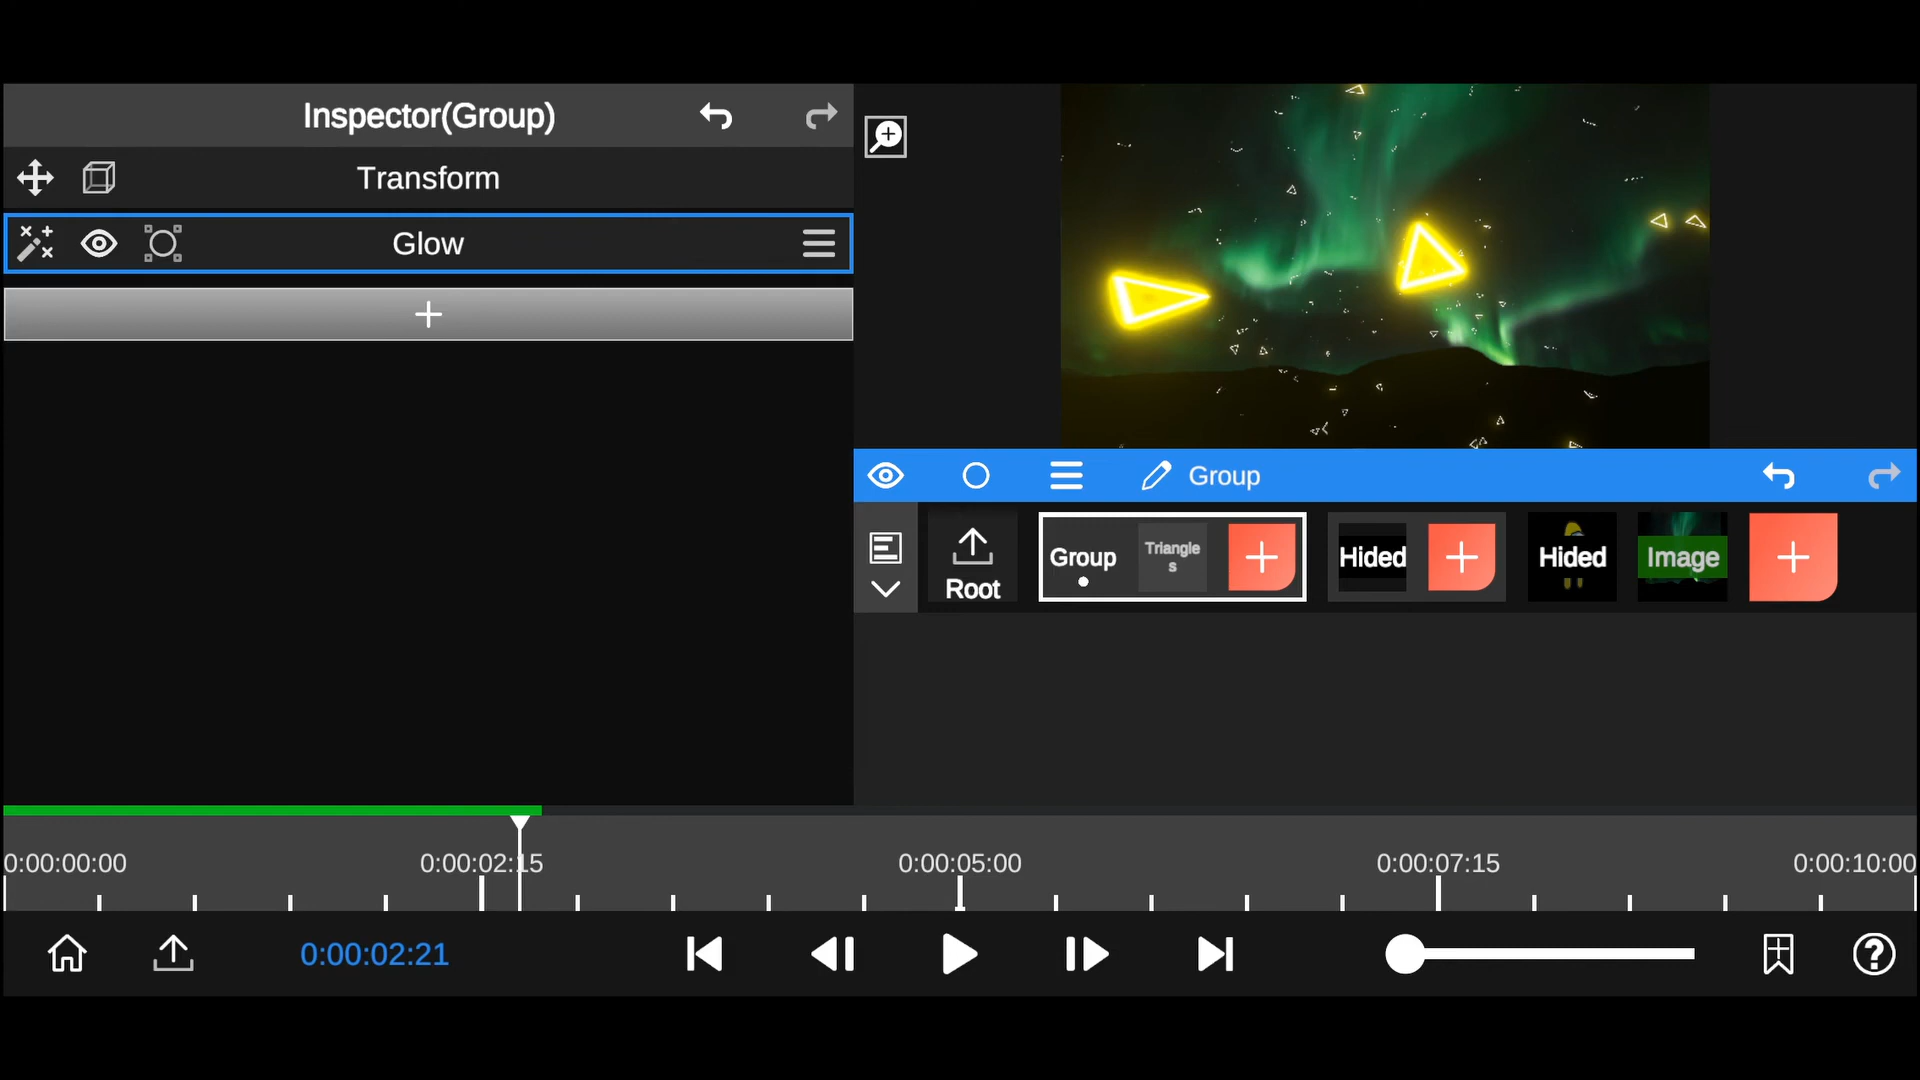 Inspector(Group)
Transform
Glow
Group
Root
Group
Triangle
s
Hided
Hided
Image
0:00:00:00
0:00:02:15
0:00:05:00
0:00:07:15
0:00:10:00
0:00:02:21